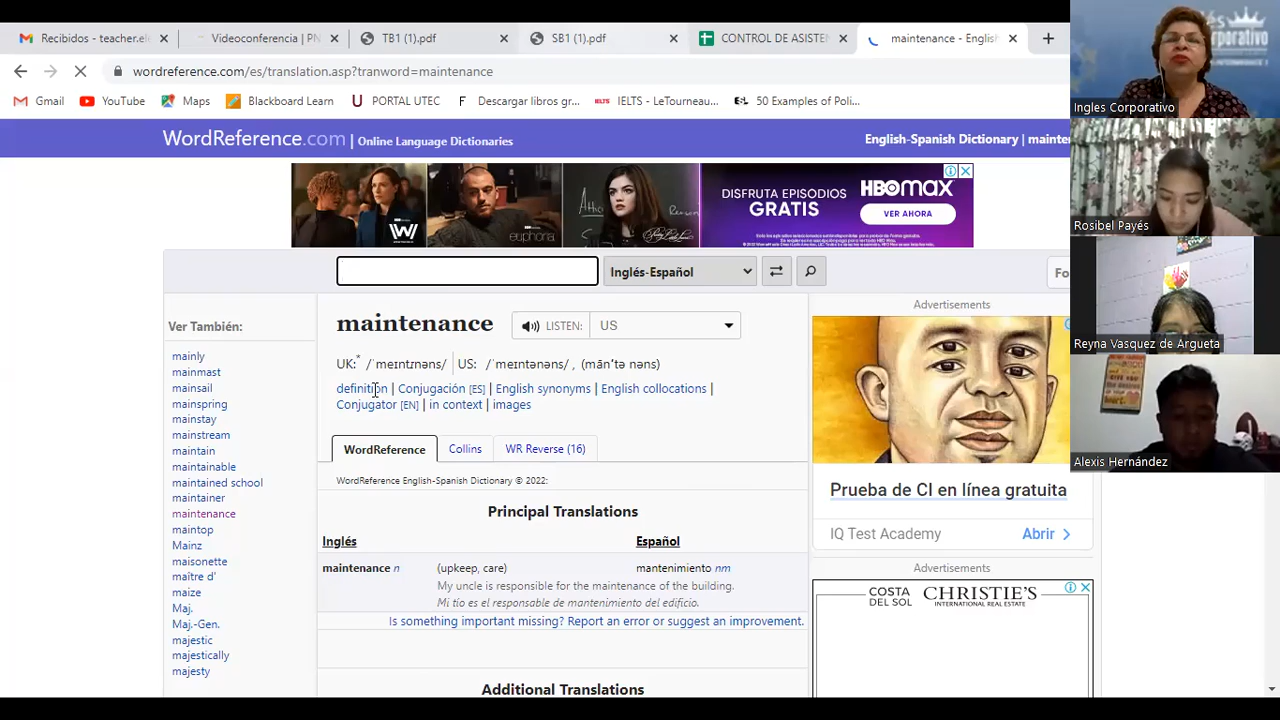 Recibidos - teacher.el
Videoconferencia | PN
TB1 (1).pdf
SB1 (1).pdf
CONTROL DE ASISTE
maintenance - English
wordreference.com/es/translation.asp?tranword=maintenance
Gmail
YouTube
Maps
Blackboard Learn
PORTAL UTEC
Descargar libros gr...
IELTS - LeTourneau...
50 Examples of Pol...
WordReference.com | Online Language Dictionaries
English-Spanish Dictionary | mainte
W
euphoria
DISFRUTA EPISODIOS
GRATIS
HBOMAX
VER AHORA
Inglés-Español
Fo
Ver También:
mainly
mainmast
mainsail
mainspring
mainstay
mainstream
maintain
maintainable
maintained school
maintainer
maintenance
maintop
Mainz
maisonette
maître d'
maize
Maj.
Maj.-Gen.
majestic
majestically
majesty
maintenance
LISTEN:
US
UK:* /ˈmeɪntɪnəns/ US: /ˈmeɪntənəns/ , (mān′tə nəns)
definition | Conjugación [ES] | English synonyms | English collocations |
Conjugator [EN] | in context | images
WordReference
Collins
WR Reverse (16)
WordReference English-Spanish Dictionary © 2022:
Principal Translations
Inglés
Español
maintenance n (upkeep, care) mantenimiento nm
My uncle is responsible for the maintenance of the building.
Mi tío es el responsable de mantenimiento del edificio.
Is something important missing? Report an error or suggest an improvement.
Additional Translations
Advertisements
Prueba de CI en línea gratuita
IQ Test Academy
Abrir
Advertisements
COSTA
DEL SOL
CHRISTIE'S
INTERNATIONAL REAL ESTATE
Ingles Corporativo
Rosibel Payés
Reyna Vasquez de Argueta
Alexis Hernández